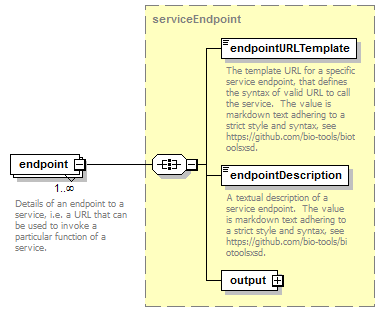 serviceEndpoint
endpointURLTemplate
The template URL for a specific
service endpoint, that defines
the syntax of valid URL to call
the service.  The value is
markdown text adhering to a
strict style and syntax, see
https://github.com/bio-tools/biot
oolsxsd.
endpoint
1..∞
Details of an endpoint to a
service, i.e. a URL that can
be used to invoke a
particular function of a
service.
endpointDescription
A textual description of a
service endpoint.  The value
is markdown text adhering to
a strict style and syntax, see
https://github.com/bio-tools/bi
otoolsxsd.
output